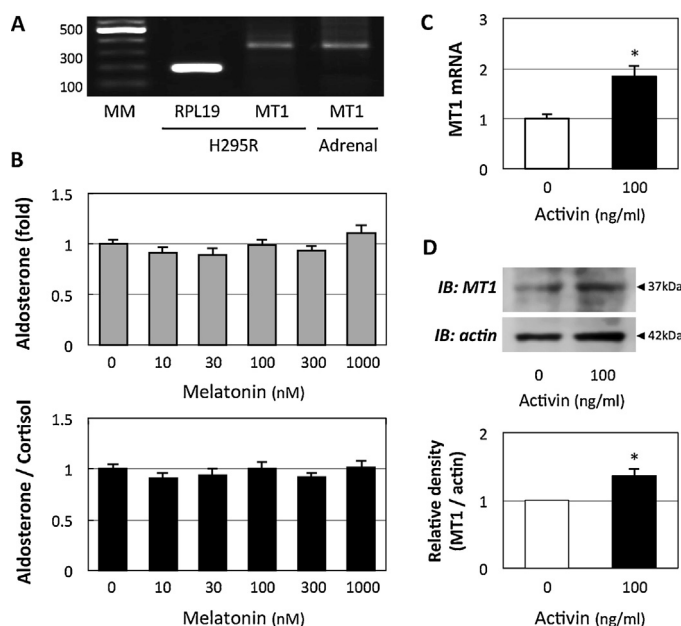 A
500
300
100
MM RPL19 MT1 MT1
H295R Adrenal
B
Aldosterone (fold)
1.5
1
0.5
0
0 10 30 100 300 1000
Melatonin (nM)
Aldosterone / Cortisol
1.5
1
0.5
0
0 10 30 100 300 1000
Melatonin (nM)
C
MT1 mRNA
3
2
1
0
*
0 100
Activin (ng/ml)
D
IB: MT1 ◄37kDa
IB: actin ◄42kDa
0 100
Activin (ng/ml)
Relative density
(MT1 / actin)
2
1
0
*
0 100
Activin (ng/ml)